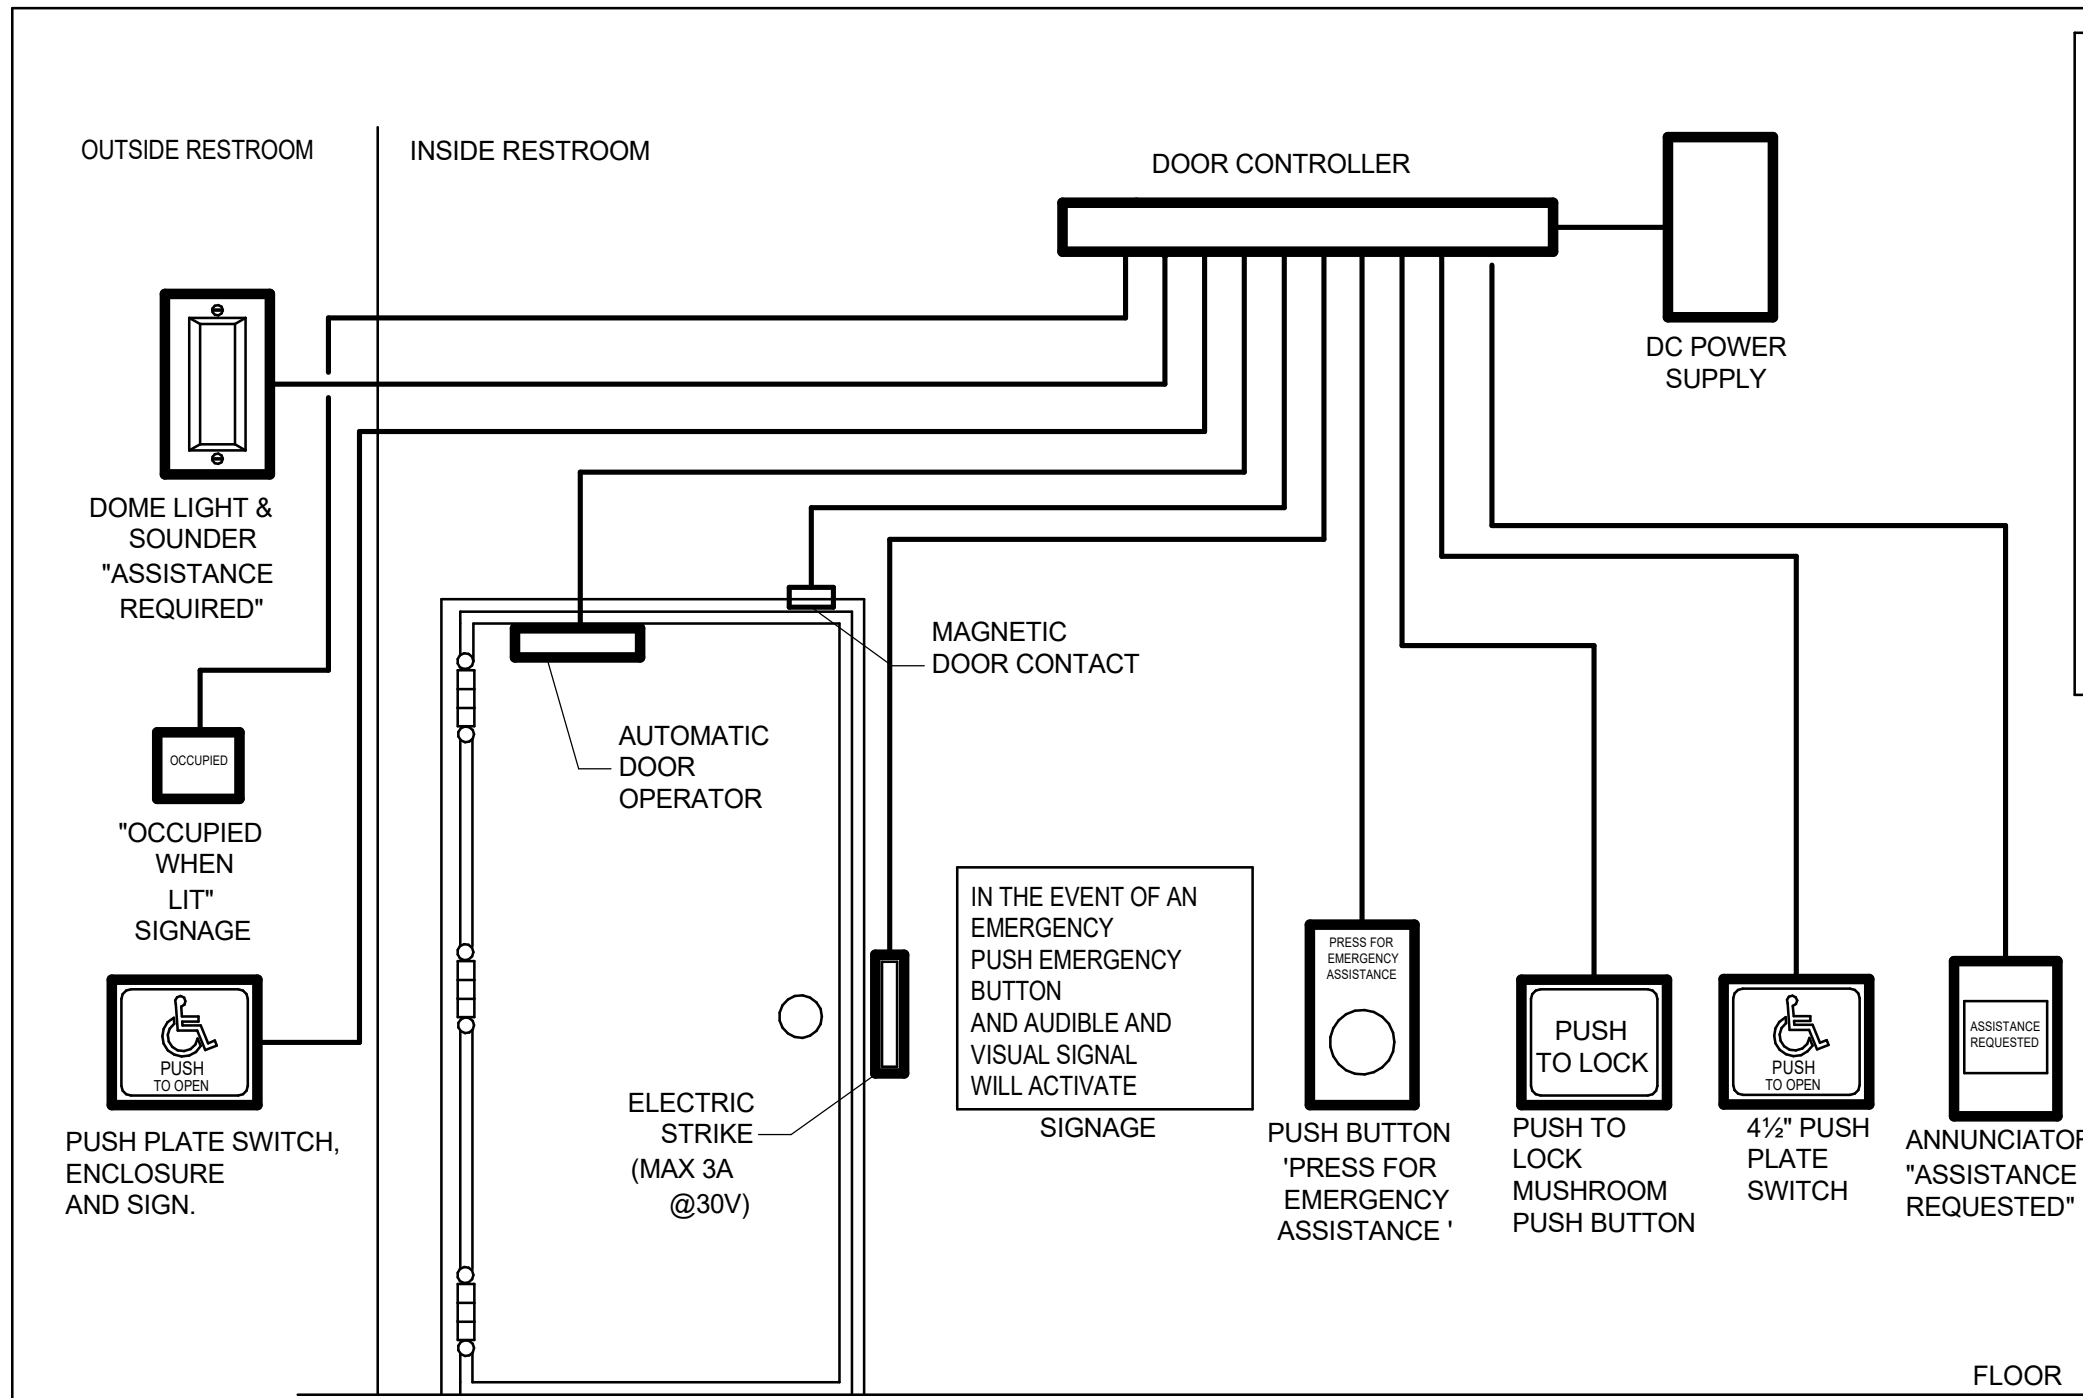 OUTSIDE RESTROOM
INSIDE RESTROOM
DOOR CONTROLLER
DC POWER
SUPPLY
DOME LIGHT &
SOUNDER
"ASSISTANCE
REQUIRED"
MAGNETIC
DOOR CONTACT
AUTOMATIC
DOOR
OPERATOR
OCCUPIED
"OCCUPIED
WHEN
LIT"
SIGNAGE
PUSH
TO OPEN
PUSH PLATE SWITCH,
ENCLOSURE
AND SIGN.
ELECTRIC
STRIKE
(MAX 3A
@30V)
IN THE EVENT OF AN
EMERGENCY
PUSH EMERGENCY
BUTTON
AND AUDIBLE AND
VISUAL SIGNAL
WILL ACTIVATE
SIGNAGE
PRESS FOR
EMERGENCY
ASSISTANCE
PUSH BUTTON
'PRESS FOR
EMERGENCY
ASSISTANCE '
PUSH
TO LOCK
PUSH TO
LOCK
MUSHROOM
PUSH BUTTON
PUSH
TO OPEN
4½" PUSH
PLATE
SWITCH
ASSISTANCE
REQUESTED
ANNUNCIATOR
"ASSISTANCE
REQUESTED"
FLOOR